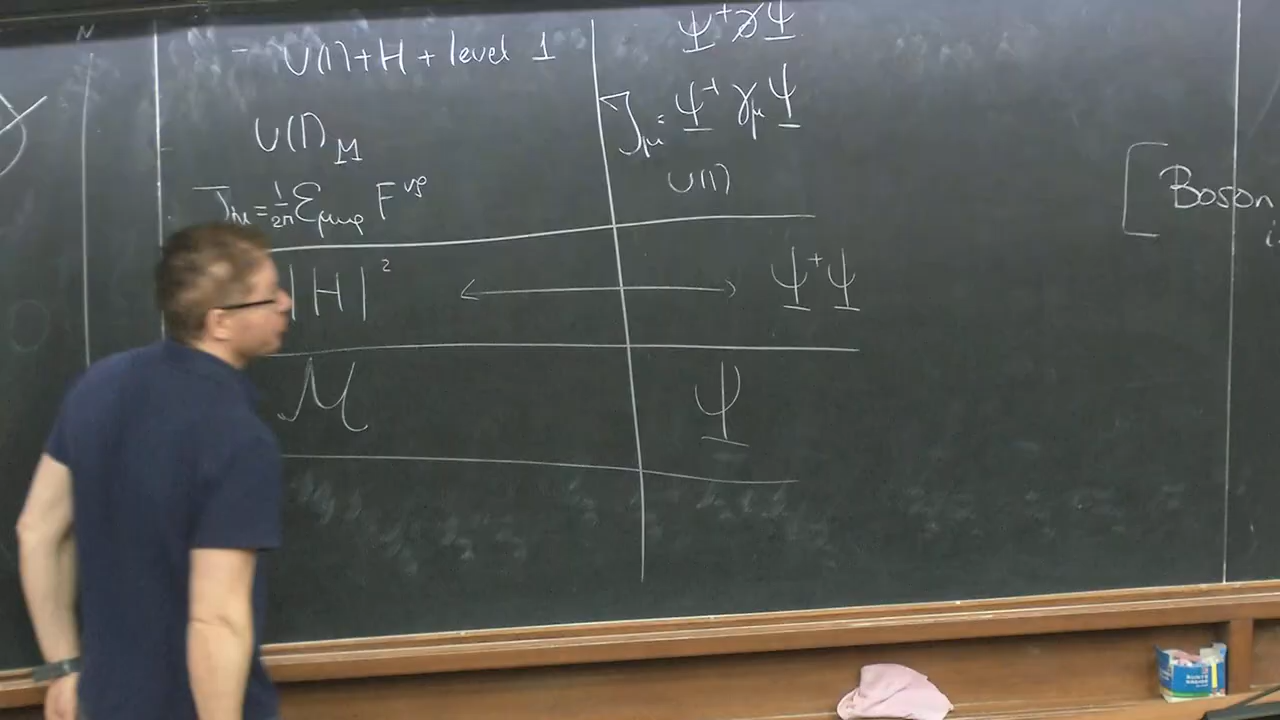 N
- U(1) + H + level 1
Ψ⁺ ∂̸ Ψ
U(1)_M
J_μ = Ψ⁺ γ_μ Ψ
J_μ = 1/2π ε_μνρ F^νρ
U(1)
[ Boson
|H|² ⟷ Ψ⁺Ψ
M Ψ